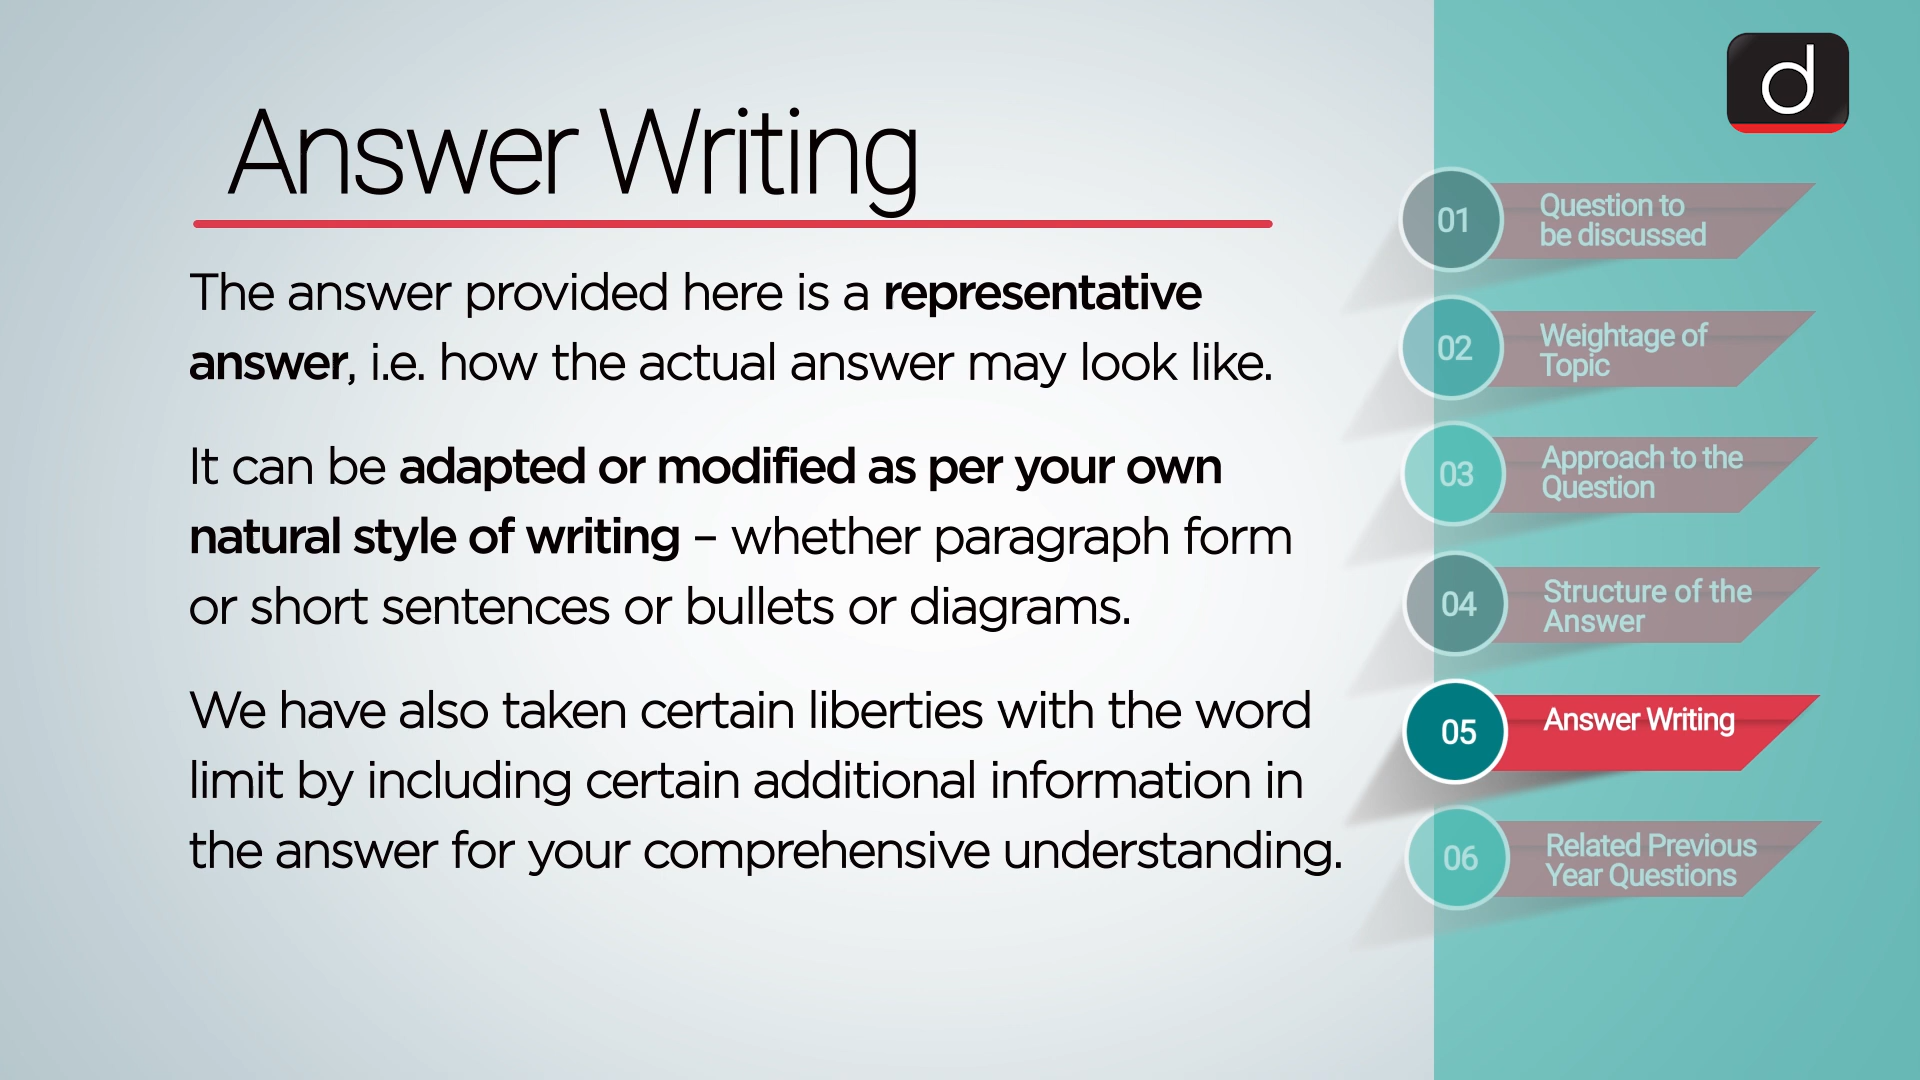 Answer Writing
The answer provided here is a representative
answer, i.e. how the actual answer may look like.
It can be adapted or modified as per your own
natural style of writing – whether paragraph form
or short sentences or bullets or diagrams.
We have also taken certain liberties with the word
limit by including certain additional information in
the answer for your comprehensive understanding.
d
01
Question to
be discussed
02
Weightage of
Topic
03
Approach to the
Question
04
Structure of the
Answer
05
Answer Writing
06
Related Previous
Year Questions